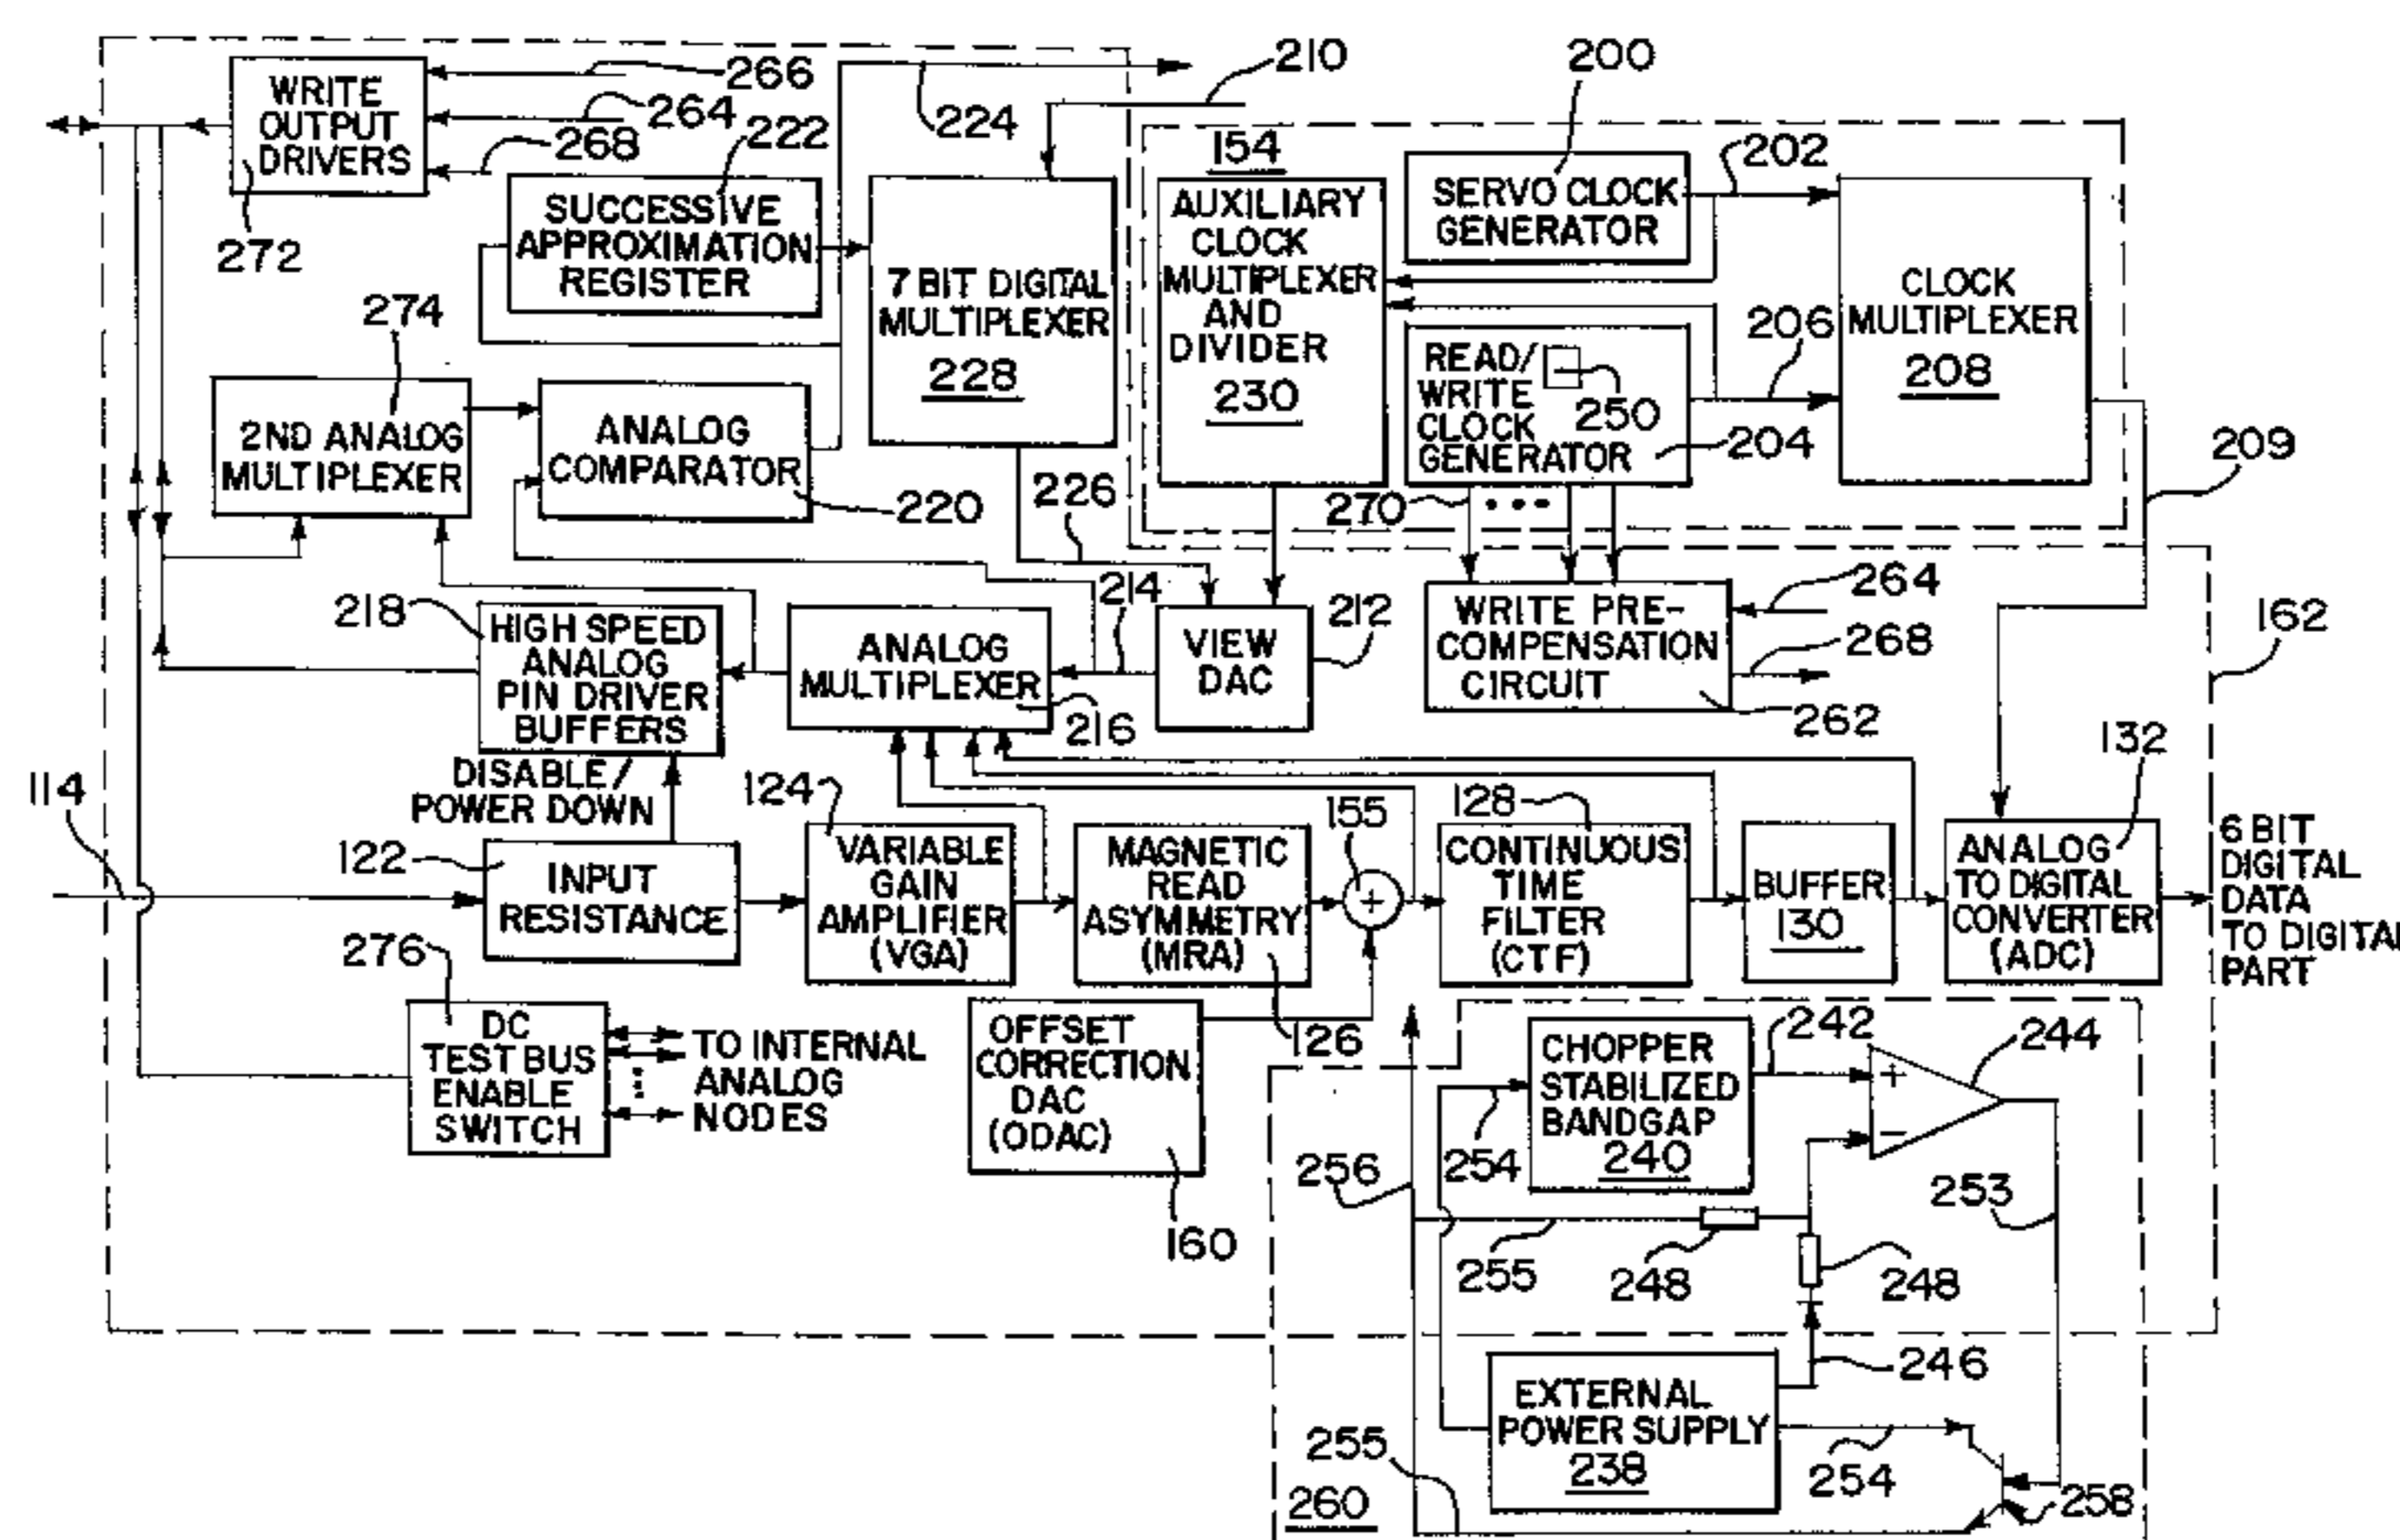 266
210
200
WRITE
OUTPUT
DRIVERS
264
224
268
222
154
202
272
SUCCESSIVE
APPROXIMATION
REGISTER
AUXILIARY
CLOCK
MULTIPLEXER
AND
DIVIDER
230
SERVO CLOCK
GENERATOR
7 BIT DIGITAL
MULTIPLEXER
228
CLOCK
MULTIPLEXER
208
274
206
READ/
WRITE
CLOCK
GENERATOR
250
204
209
2ND ANALOG
MULTIPLEXER
ANALOG
COMPARATOR
220
226
270
...
214
212
264
162
218
HIGH SPEED
ANALOG
PIN DRIVER
BUFFERS
ANALOG
MULTIPLEXER
216
VIEW
DAC
WRITE PRE-
COMPENSATION
CIRCUIT
268
262
DISABLE/
POWER DOWN
114
124
155
128
132
122
INPUT
RESISTANCE
VARIABLE
GAIN
AMPLIFIER
(VGA)
MAGNETIC
READ
ASYMMETRY
(MRA)
+
CONTINUOUS
TIME
FILTER
(CTF)
BUFFER
130
ANALOG
TO DIGITAL
CONVERTER
(ADC)
6 BIT
DIGITAL
DATA
TO DIGITAL
PART
276
DC
TEST BUS
ENABLE
SWITCH
TO INTERNAL
ANALOG
NODES
OFFSET
CORRECTION
DAC
(ODAC)
126
160
CHOPPER
STABILIZED
BANDGAP
240
242
244
+
−
254
256
253
255
248
248
246
EXTERNAL
POWER SUPPLY
238
255
254
258
260